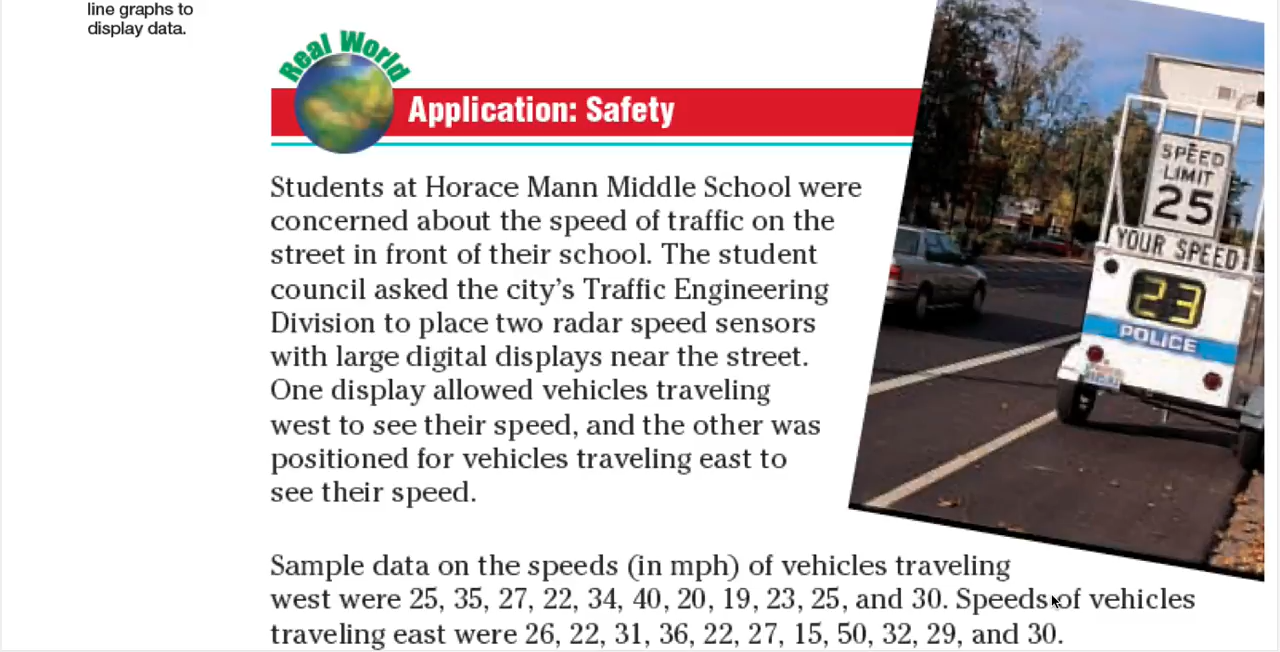 line graphs to
display data.
Real World
Application: Safety
SPEED
LIMIT
25
YOUR SPEED
23
POLICE
Students at Horace Mann Middle School were
concerned about the speed of traffic on the
street in front of their school. The student
council asked the city's Traffic Engineering
Division to place two radar speed sensors
with large digital displays near the street.
One display allowed vehicles traveling
west to see their speed, and the other was
positioned for vehicles traveling east to
see their speed.
Sample data on the speeds (in mph) of vehicles traveling
west were 25, 35, 27, 22, 34, 40, 20, 19, 23, 25, and 30. Speeds of vehicles
traveling east were 26, 22, 31, 36, 22, 27, 15, 50, 32, 29, and 30.